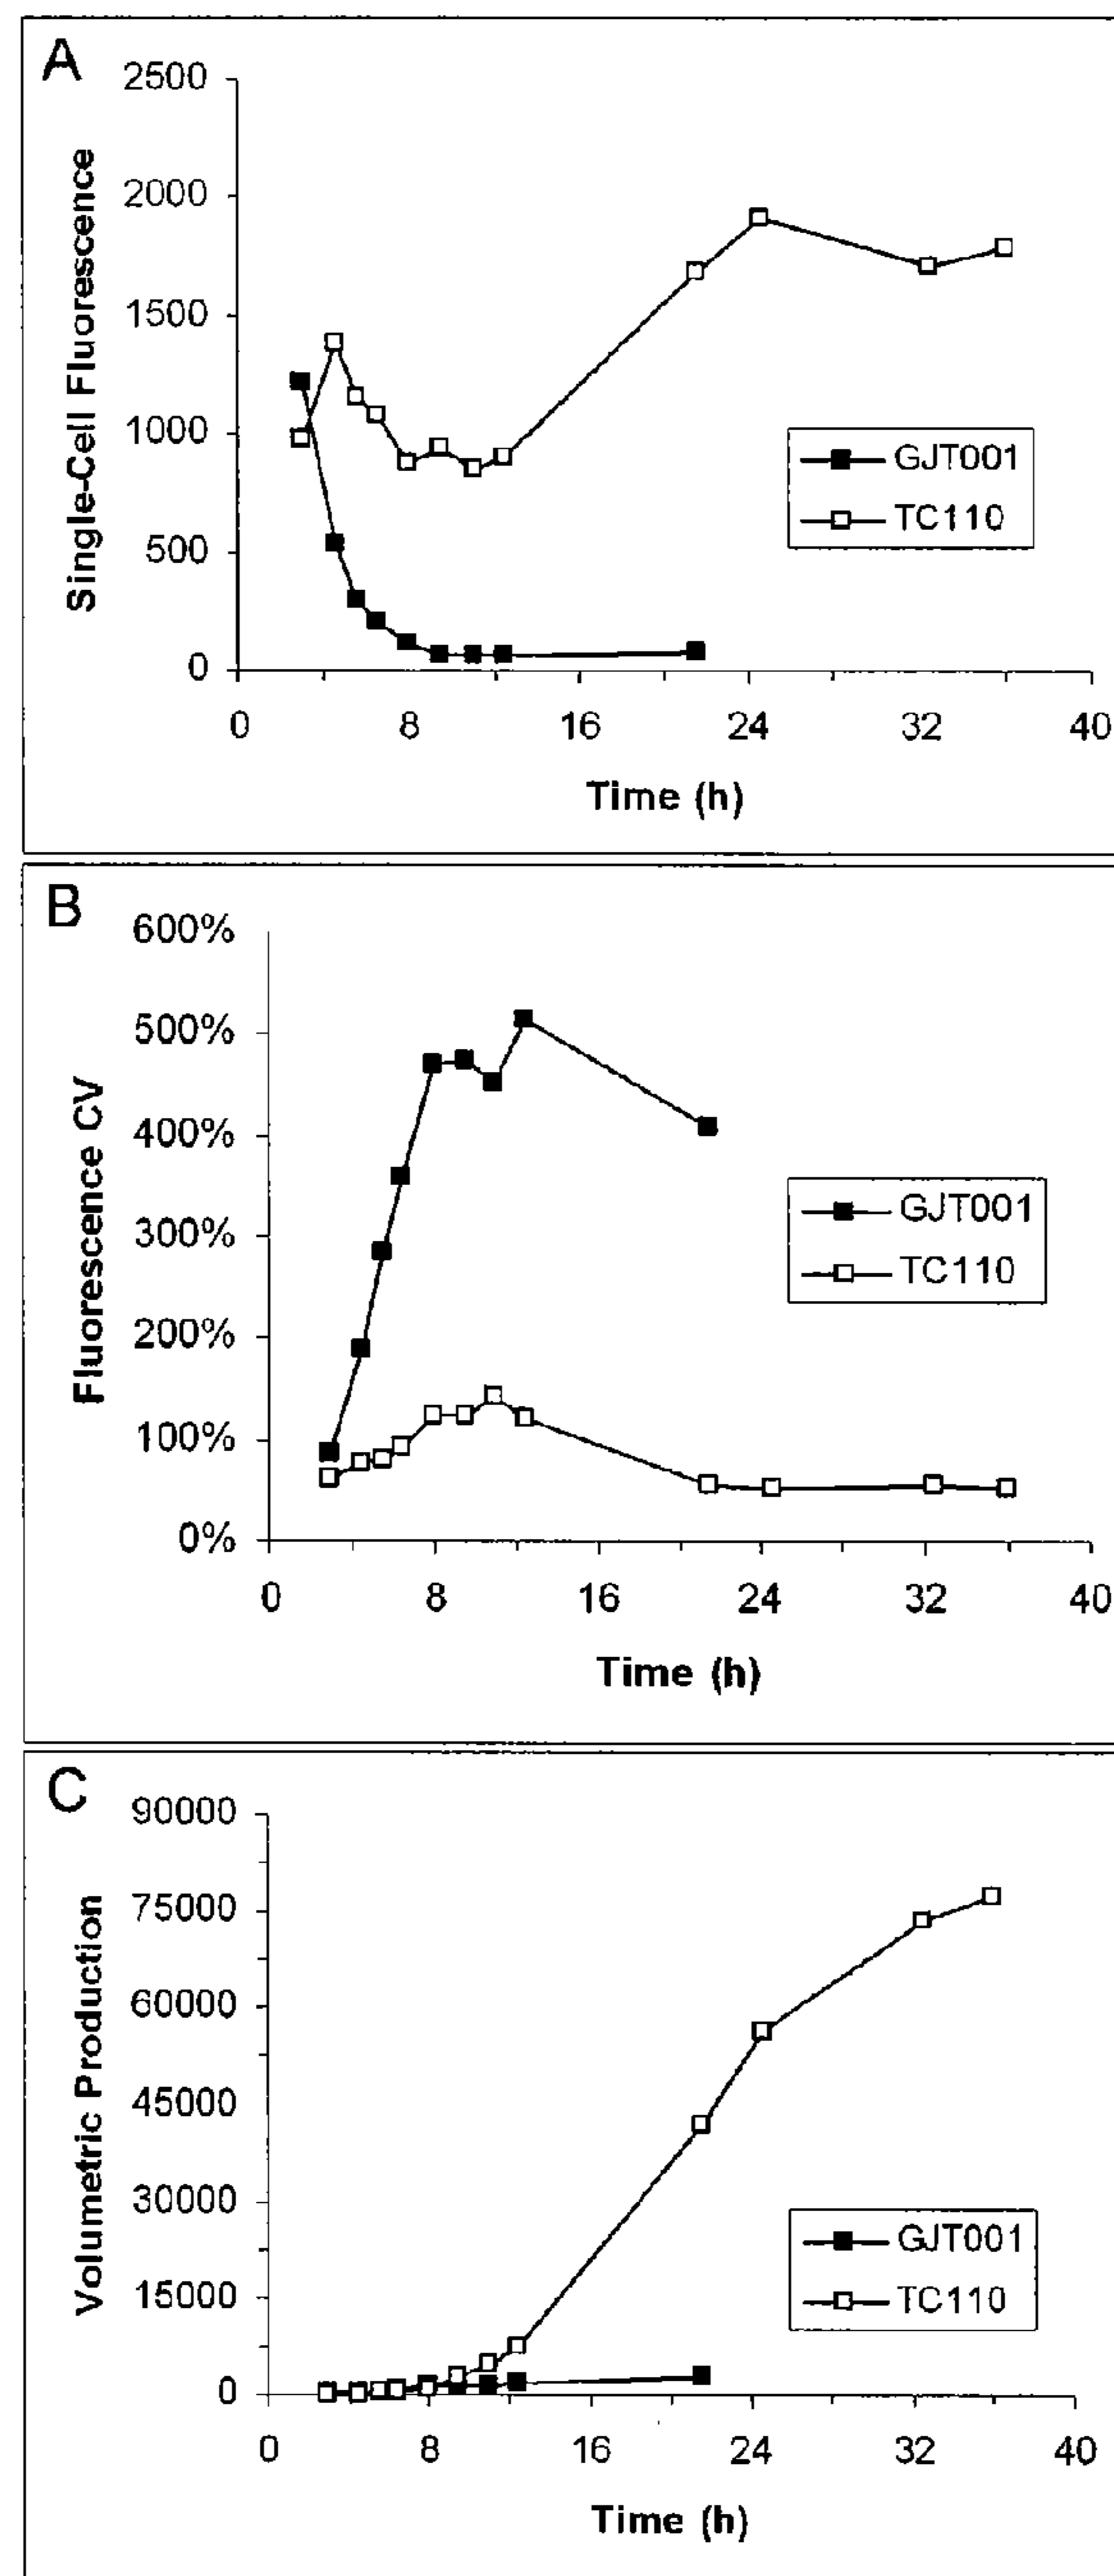 A
2500
2000
1500
1000
500
0
Single-Cell Fluorescence
GJT001
TC110
0 8 16 24 32 40
Time (h)
B
600%
500%
400%
300%
200%
100%
0%
Fluorescence CV
GJT001
TC110
0 8 16 24 32 40
Time (h)
C
90000
75000
60000
45000
30000
15000
0
Volumetric Production
GJT001
TC110
0 8 16 24 32 40
Time (h)